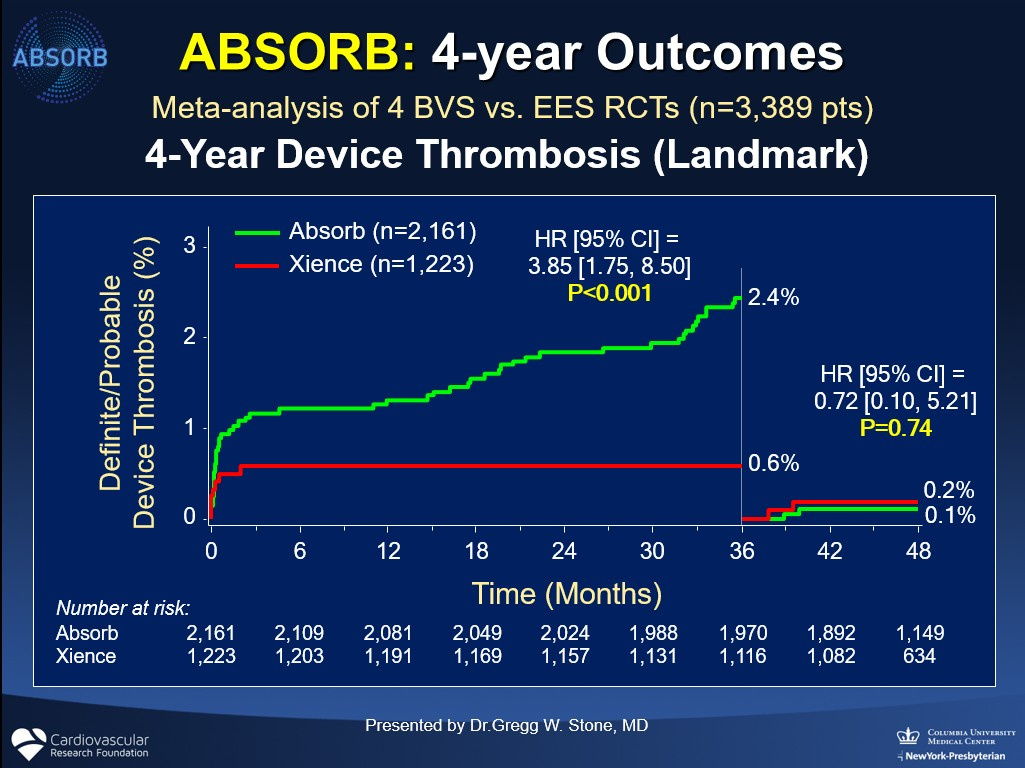 ABSORB
ABSORB: 4-year Outcomes
Meta-analysis of 4 BVS vs. EES RCTs (n=3,389 pts)
4-Year Device Thrombosis (Landmark)
Absorb (n=2,161)
Xience (n=1,223)
HR [95% CI] =
3.85 [1.75, 8.50]
P<0.001
HR [95% CI] =
0.72 [0.10, 5.21]
P=0.74
Definite/Probable
Device Thrombosis (%)
3
2
1
0
2.4%
0.6%
0.2%
0.1%
0 6 12 18 24 30 36 42 48
Time (Months)
Number at risk:
Absorb 2,161 2,109 2,081 2,049 2,024 1,988 1,970 1,892 1,149
Xience 1,223 1,203 1,191 1,169 1,157 1,131 1,116 1,082 634
Presented by Dr.Gregg W. Stone, MD
Cardiovascular
Research Foundation
COLUMBIA UNIVERSITY
MEDICAL CENTER
NewYork-Presbyterian